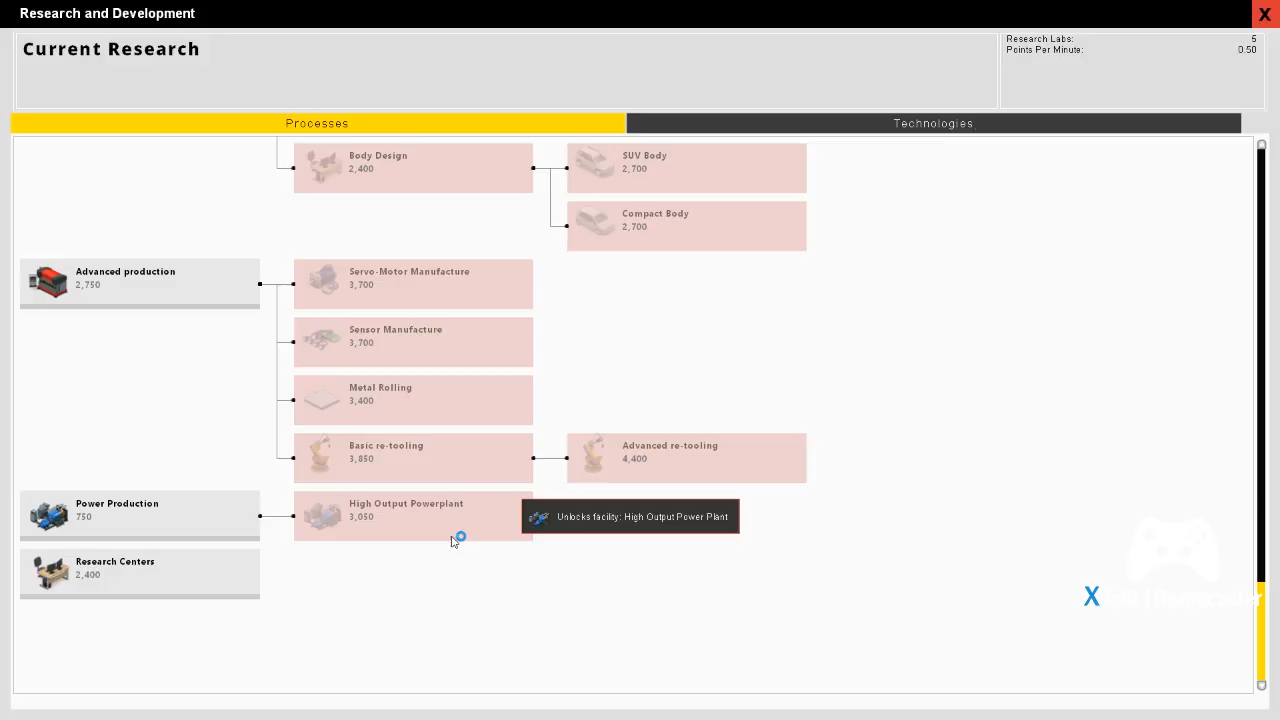 Research and Development
X
Current Research
Research Labs: 5
Points Per Minute: 0.50
Processes
Technologies
Body Design
2,400
SUV Body
2,700
Compact Body
2,700
Advanced production
2,750
Servo-Motor Manufacture
3,700
Sensor Manufacture
3,700
Metal Rolling
3,400
Basic re-tooling
3,850
Advanced re-tooling
4,400
Power Production
750
High Output Powerplant
3,050
Unlocks facility: High Output Power Plant
Research Centers
2,400